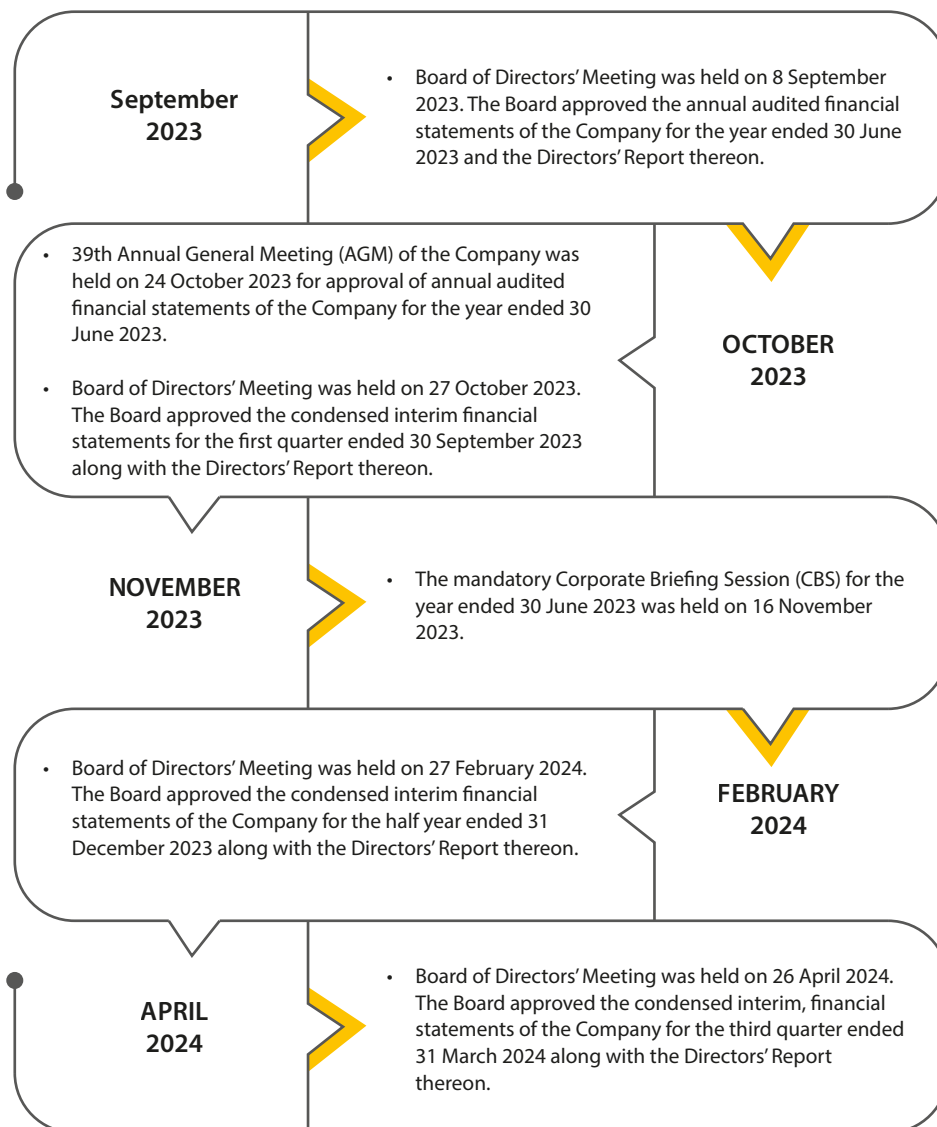 September
2023
• Board of Directors' Meeting was held on 8 September
2023. The Board approved the annual audited financial
statements of the Company for the year ended 30 June
2023 and the Directors' Report thereon.
• 39th Annual General Meeting (AGM) of the Company was
held on 24 October 2023 for approval of annual audited
financial statements of the Company for the year ended 30
June 2023.
• Board of Directors' Meeting was held on 27 October 2023.
The Board approved the condensed interim financial
statements for the first quarter ended 30 September 2023
along with the Directors' Report thereon.
OCTOBER
2023
NOVEMBER
2023
• The mandatory Corporate Briefing Session (CBS) for the
year ended 30 June 2023 was held on 16 November
2023.
• Board of Directors' Meeting was held on 27 February 2024.
The Board approved the condensed interim financial
statements of the Company for the half year ended 31
December 2023 along with the Directors' Report thereon.
FEBRUARY
2024
APRIL
2024
• Board of Directors' Meeting was held on 26 April 2024.
The Board approved the condensed interim, financial
statements of the Company for the third quarter ended
31 March 2024 along with the Directors' Report
thereon.